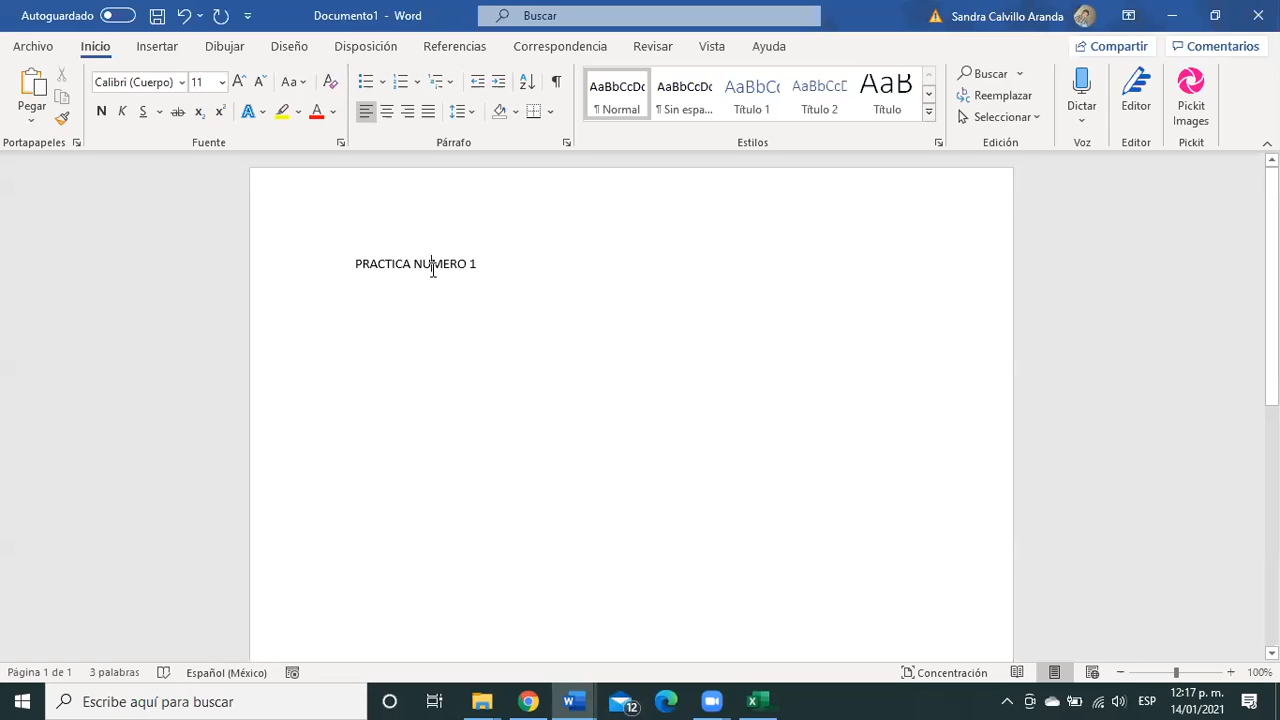 Autoguardado Documento1 - Word Buscar Sandra Calvillo Aranda
Archivo Inicio Insertar Dibujar Diseño Disposición Referencias Correspondencia Revisar Vista Ayuda Compartir Comentarios
Calibri (Cuerpo) 11 Aa AaBbCcDc AaBbCcDc AaBbCc AaBbCcD AaB Buscar
Pegar ¶ Normal ¶ Sin espa... Título 1 Título 2 Título Reemplazar Dictar Editor Pickit Images
N K S ab x₂ x² A A Seleccionar
Portapapeles Fuente Párrafo Estilos Edición Voz Editor Pickit
PRACTICA NUMERO 1
Página 1 de 1 3 palabras Español (México) Concentración 100%
Escribe aquí para buscar 12 ESP 12:17 p. m.
14/01/2021